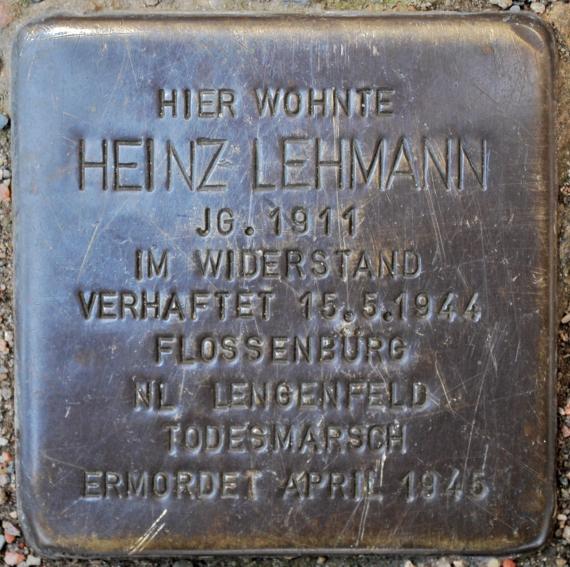 HIER WOHNTE
HEINZ LEHMANN
JG. 1911
IM WIDERSTAND
VERHAFTET 15.5.1944
FLOSSENBÜRG
NL LENGENFELD
TODESMARSCH
ERMORDET APRIL 1945